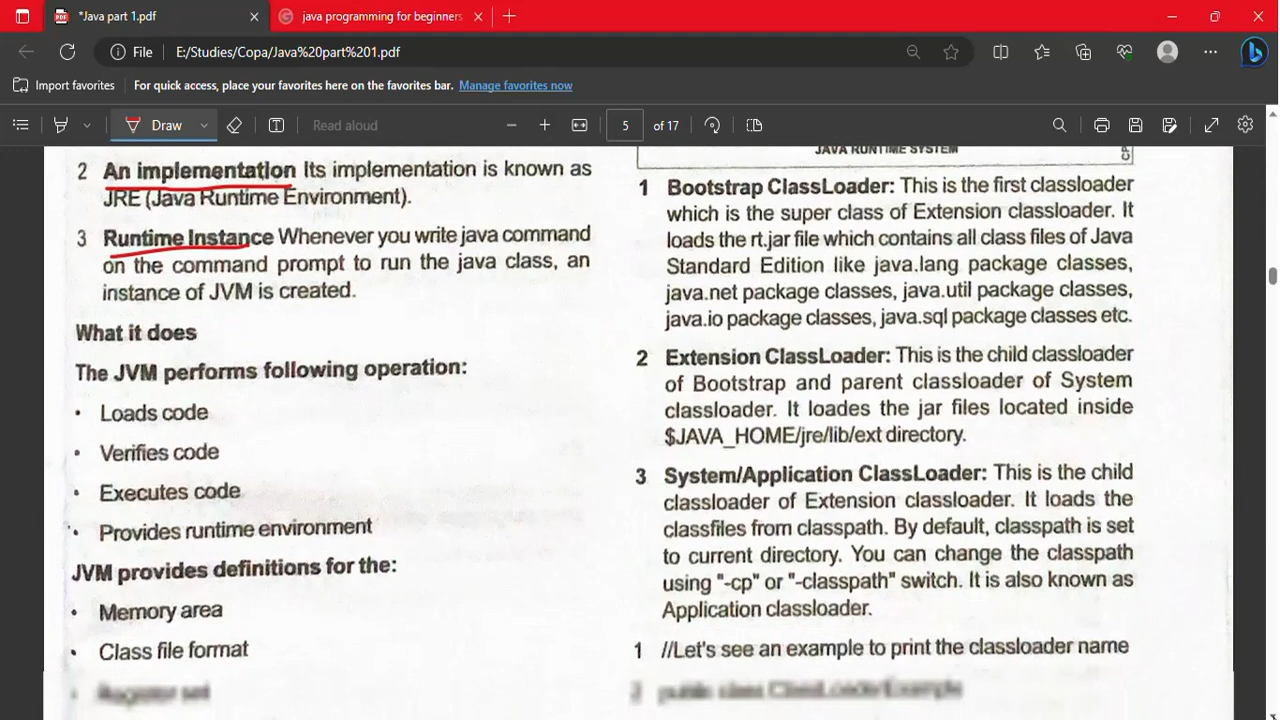 *Java part 1.pdf
java programming for beginners
File E:/Studies/Copa/Java%20part%201.pdf
Import favorites For quick access, place your favorites here on the favorites bar. Manage favorites now
Draw Read aloud 5 of 17
2 An implementation Its implementation is known as
JRE (Java Runtime Environment).
3 Runtime Instance Whenever you write java command
on the command prompt to run the java class, an
instance of JVM is created.
What it does
The JVM performs following operation:
• Loads code
• Verifies code
• Executes code
• Provides runtime environment
JVM provides definitions for the:
• Memory area
• Class file format
• Register set
JAVA RUNTIME SYSTEM
1 Bootstrap ClassLoader: This is the first classloader
which is the super class of Extension classloader. It
loads the rt.jar file which contains all class files of Java
Standard Edition like java.lang package classes,
java.net package classes, java.util package classes,
java.io package classes, java.sql package classes etc.
2 Extension ClassLoader: This is the child classloader
of Bootstrap and parent classloader of System
classloader. It loades the jar files located inside
$JAVA_HOME/jre/lib/ext directory.
3 System/Application ClassLoader: This is the child
classloader of Extension classloader. It loads the
classfiles from classpath. By default, classpath is set
to current directory. You can change the classpath
using "-cp" or "-classpath" switch. It is also known as
Application classloader.
1 //Let's see an example to print the classloader name
2 public class ClassLoaderExample